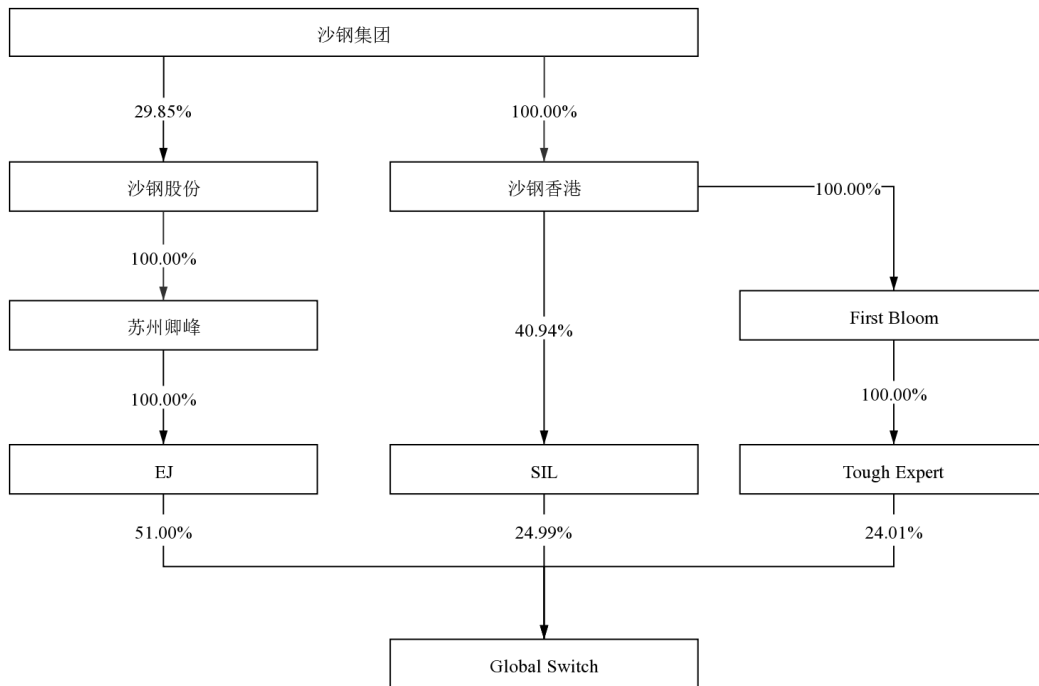 沙钢集团
29.85%
100.00%
沙钢股份
沙钢香港
100.00%
100.00%
苏州卿峰
First Bloom
40.94%
100.00%
100.00%
EJ
SIL
Tough Expert
51.00%
24.99%
24.01%
Global Switch